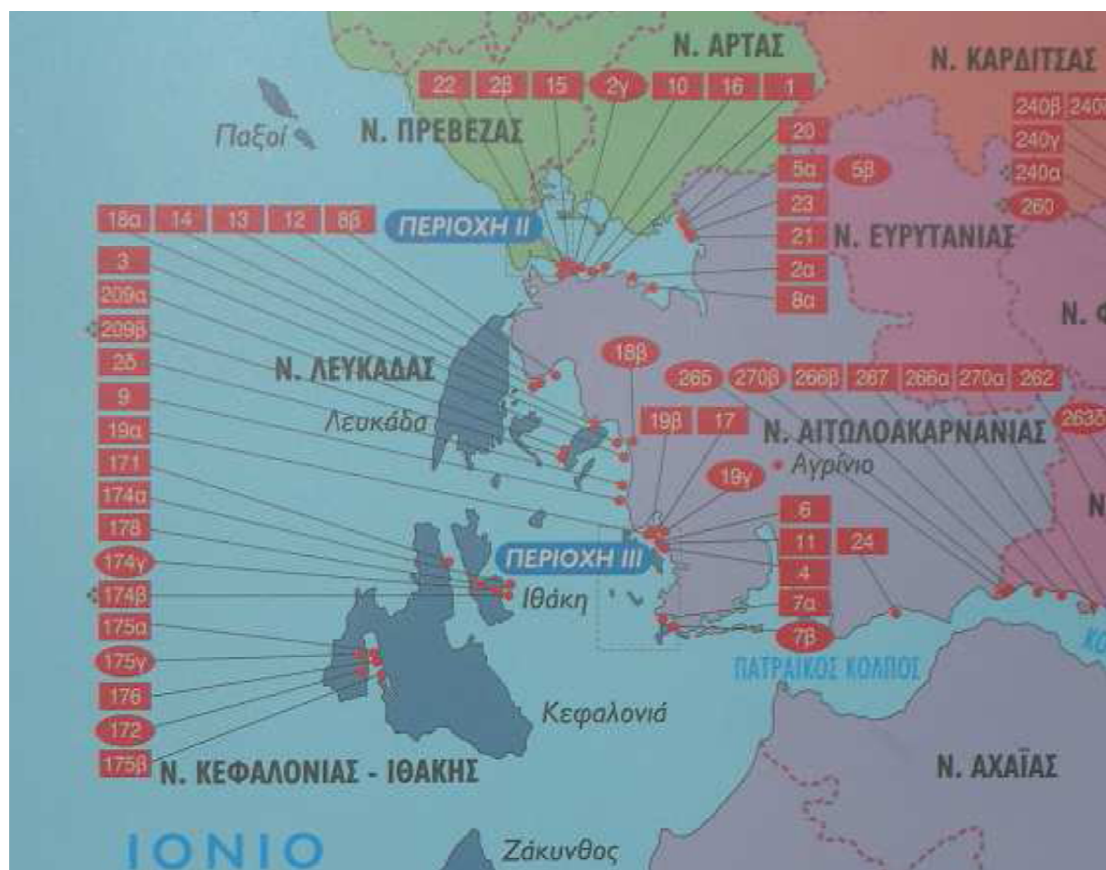 Ν. ΑΡΤΑΣ
Ν. ΚΑΡΔΙΤΣΑΣ
22 2β 15 2γ 10 16 1
240β
Παξοί
Ν. ΠΡΕΒΕΖΑΣ
20
240γ
5α 5β
240α
23
260
18α 14 13 12 8β
ΠΕΡΙΟΧΗ ΙΙ
21
Ν. ΕΥΡΥΤΑΝΙΑΣ
3
2α
209α
8α
209β
18β
2δ
Ν. ΛΕΥΚΑΔΑΣ
265 270β 266β 267 266α 270α 262
9
Λευκάδα
19β 17
Ν. ΑΙΤΩΛΟΑΚΑΡΝΑΝΙΑΣ
263δ
19α
Αγρίνιο
171
19γ
174α
6
178
ΠΕΡΙΟΧΗ ΙΙΙ
11 24
174γ
4
174β
Ιθάκη
7α
175α
7β
175γ
ΠΑΤΡΑΙΚΟΣ ΚΟΛΠΟΣ
176
172
Κεφαλονιά
175β
Ν. ΚΕΦΑΛΟΝΙΑΣ - ΙΘΑΚΗΣ
Ν. ΑΧΑΪΑΣ
ΙΟΝΙΟ
Ζάκυνθος